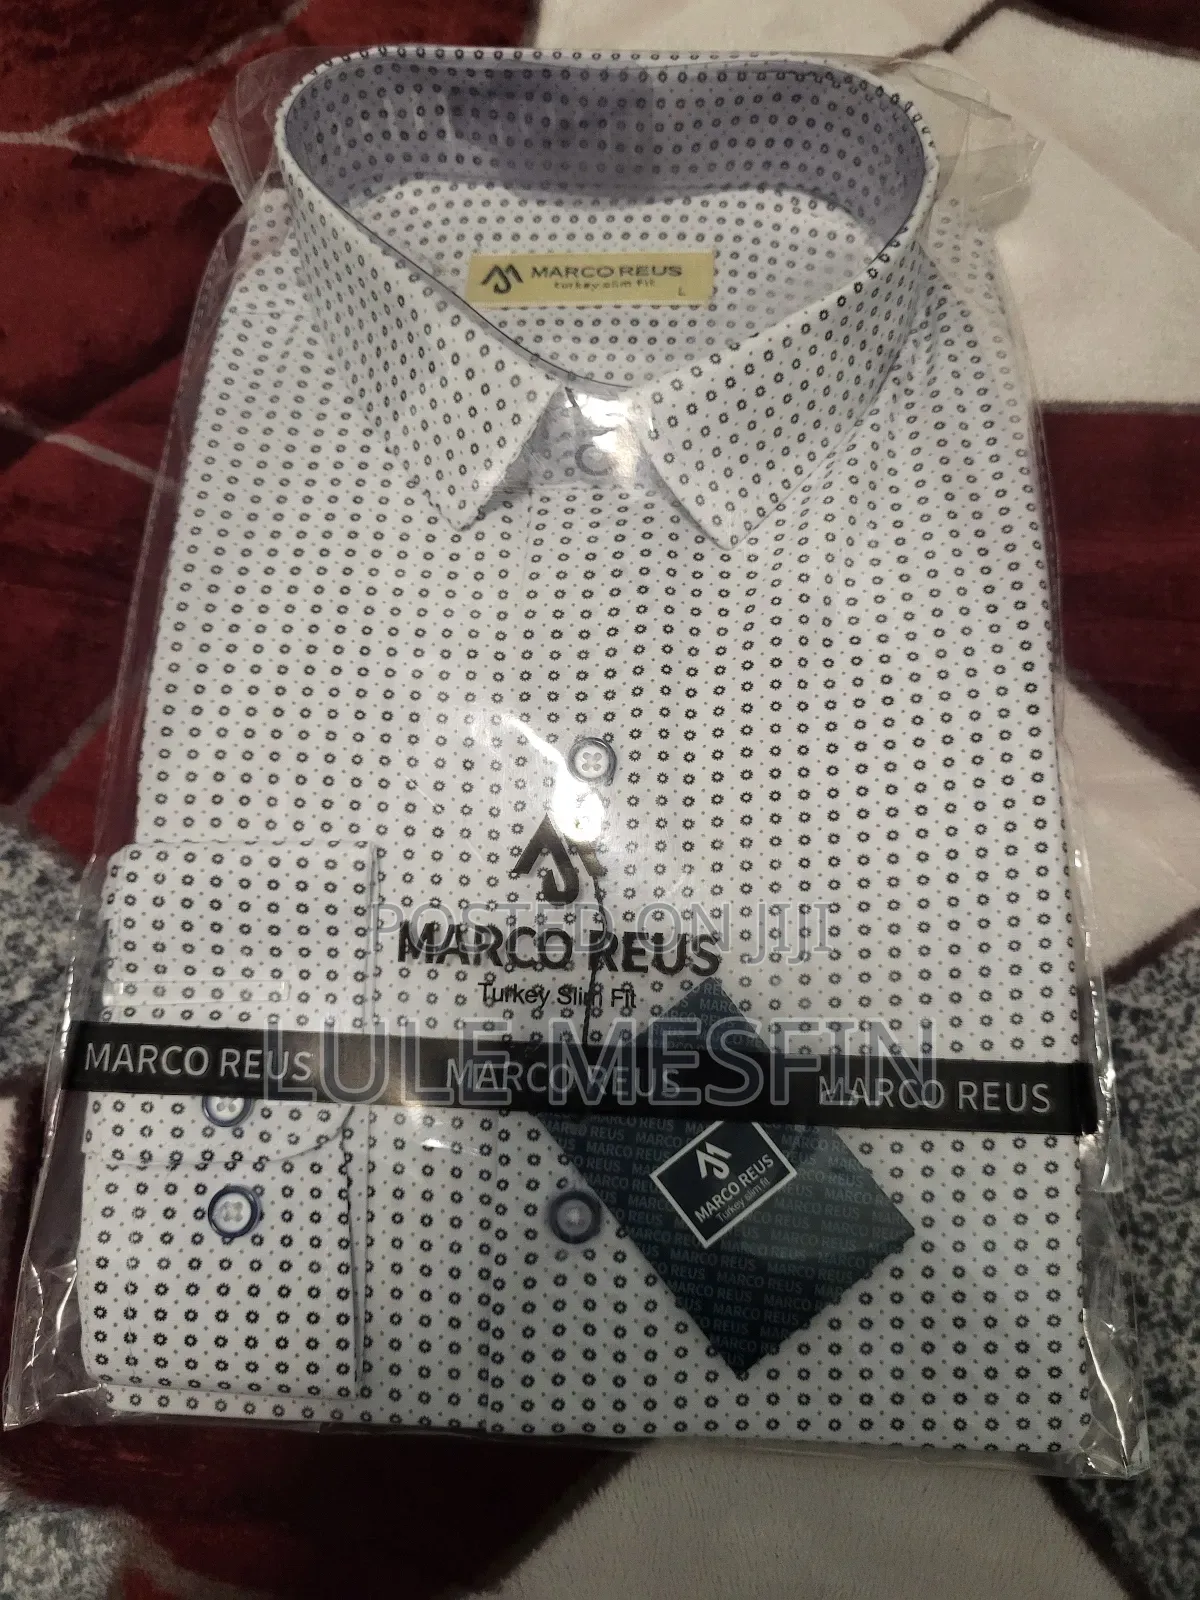 MARCO REUS
turkey slim fit
L
POSTED ON JIJI
MARCO REUS
Turkey Slim Fit
LULE MESFIN
MARCO REUS MARCO REUS MARCO REUS
MARCO REUS
Turkey slim fit